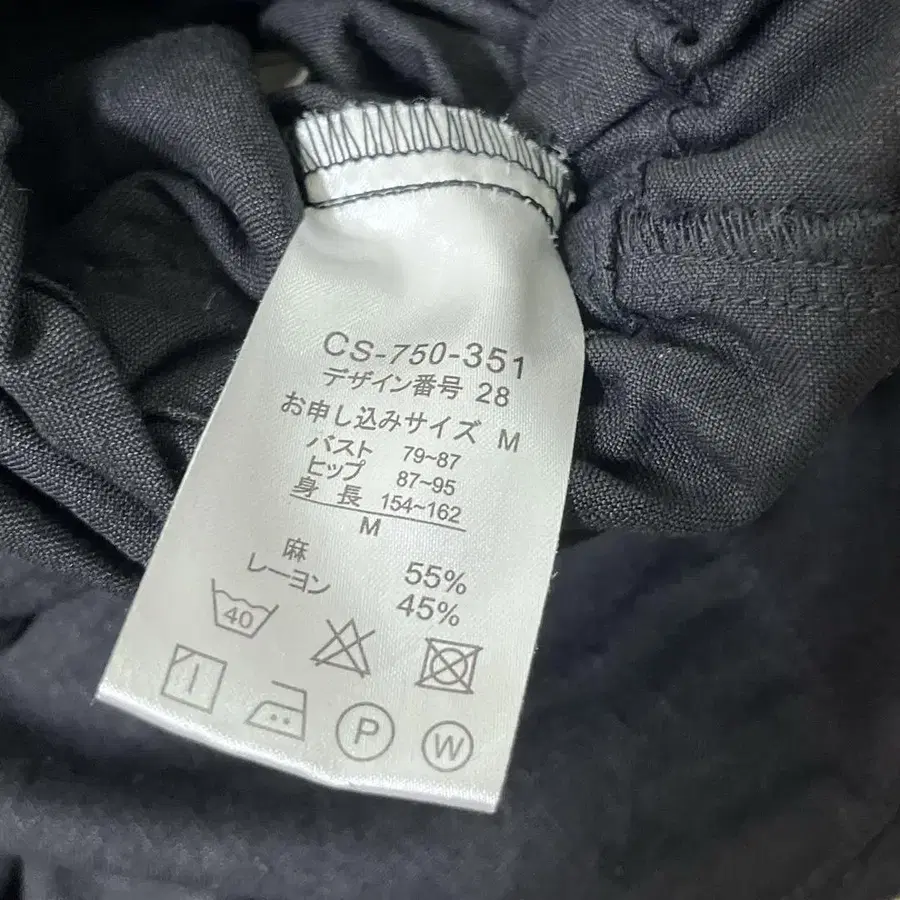 CS-750-351
デザイン番号 28
お申し込みサイズ M
バスト 79~87
ヒップ 87~95
身長 154~162
M
麻 55%
レーヨン 45%
40
P W